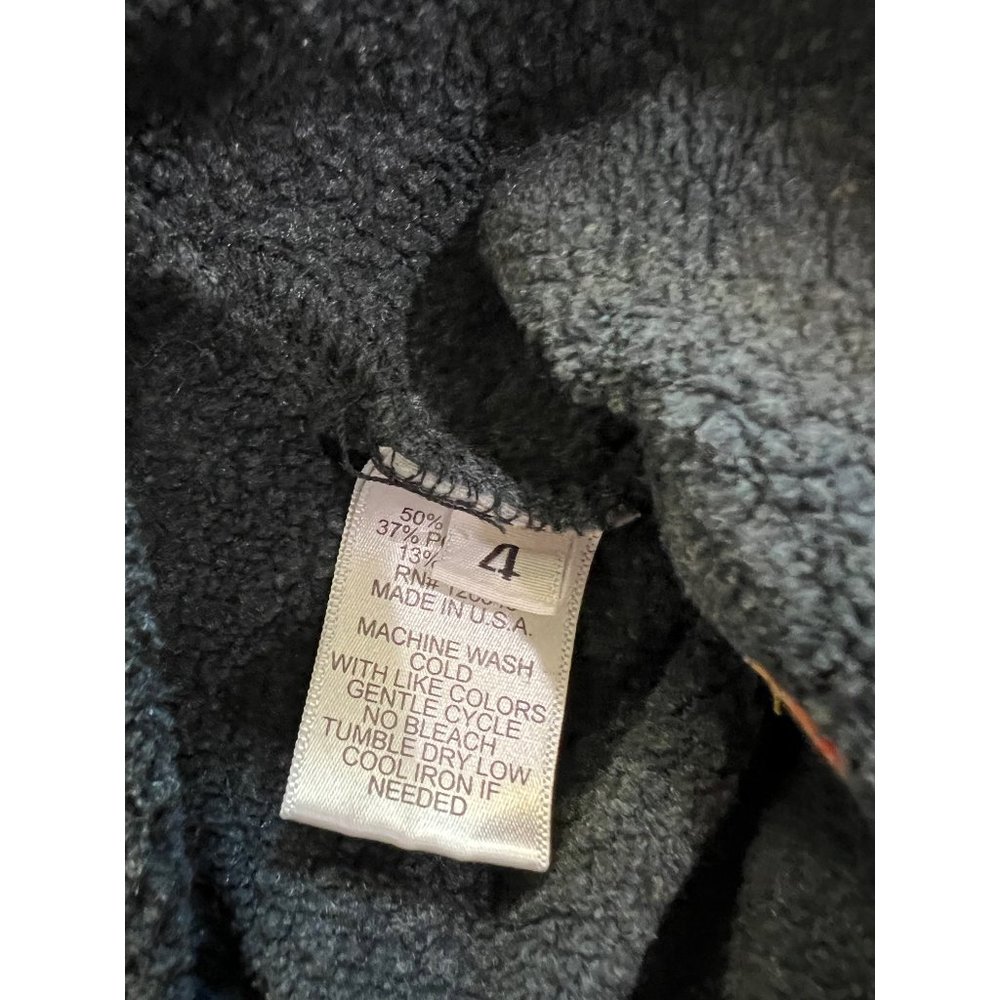 50%
37%
13%
4
RN#
MADE IN U.S.A.
MACHINE WASH
COLD
WITH LIKE COLORS
GENTLE CYCLE
NO BLEACH
TUMBLE DRY LOW
COOL IRON IF
NEEDED